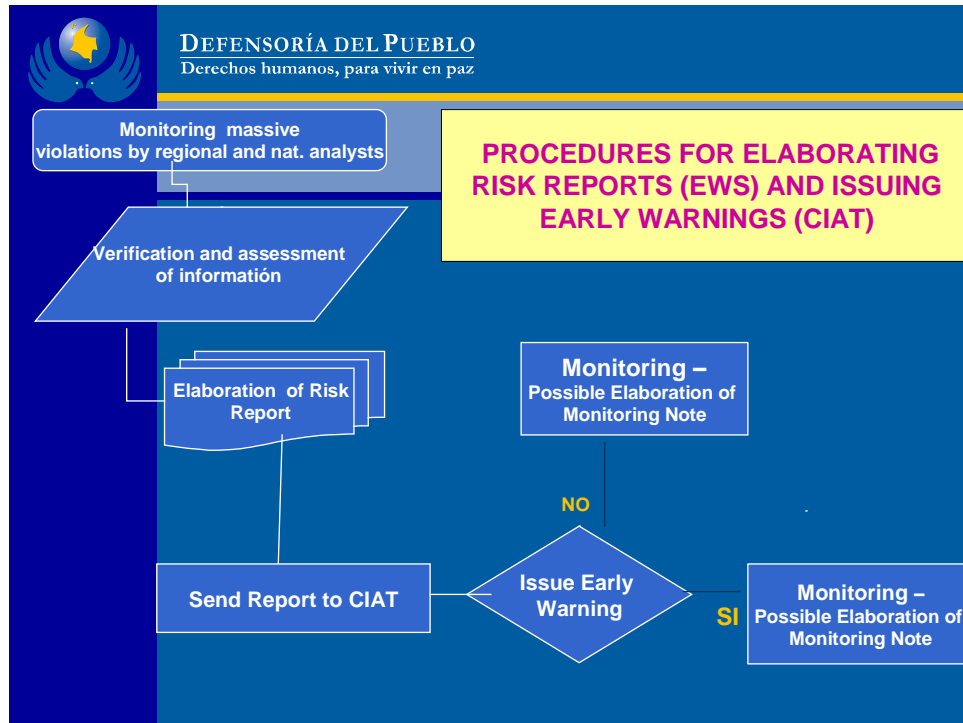 DEFENSORÍA DEL PUEBLO
Derechos humanos, para vivir en paz
Monitoring massive
violations by regional and nat. analysts
PROCEDURES FOR ELABORATING
RISK REPORTS (EWS) AND ISSUING
EARLY WARNINGS (CIAT)
Verification and assessment
of informatión
Elaboration of Risk
Report
Monitoring –
Possible Elaboration of
Monitoring Note
NO
Send Report to CIAT
Issue Early
Warning
SI
Monitoring –
Possible Elaboration of
Monitoring Note